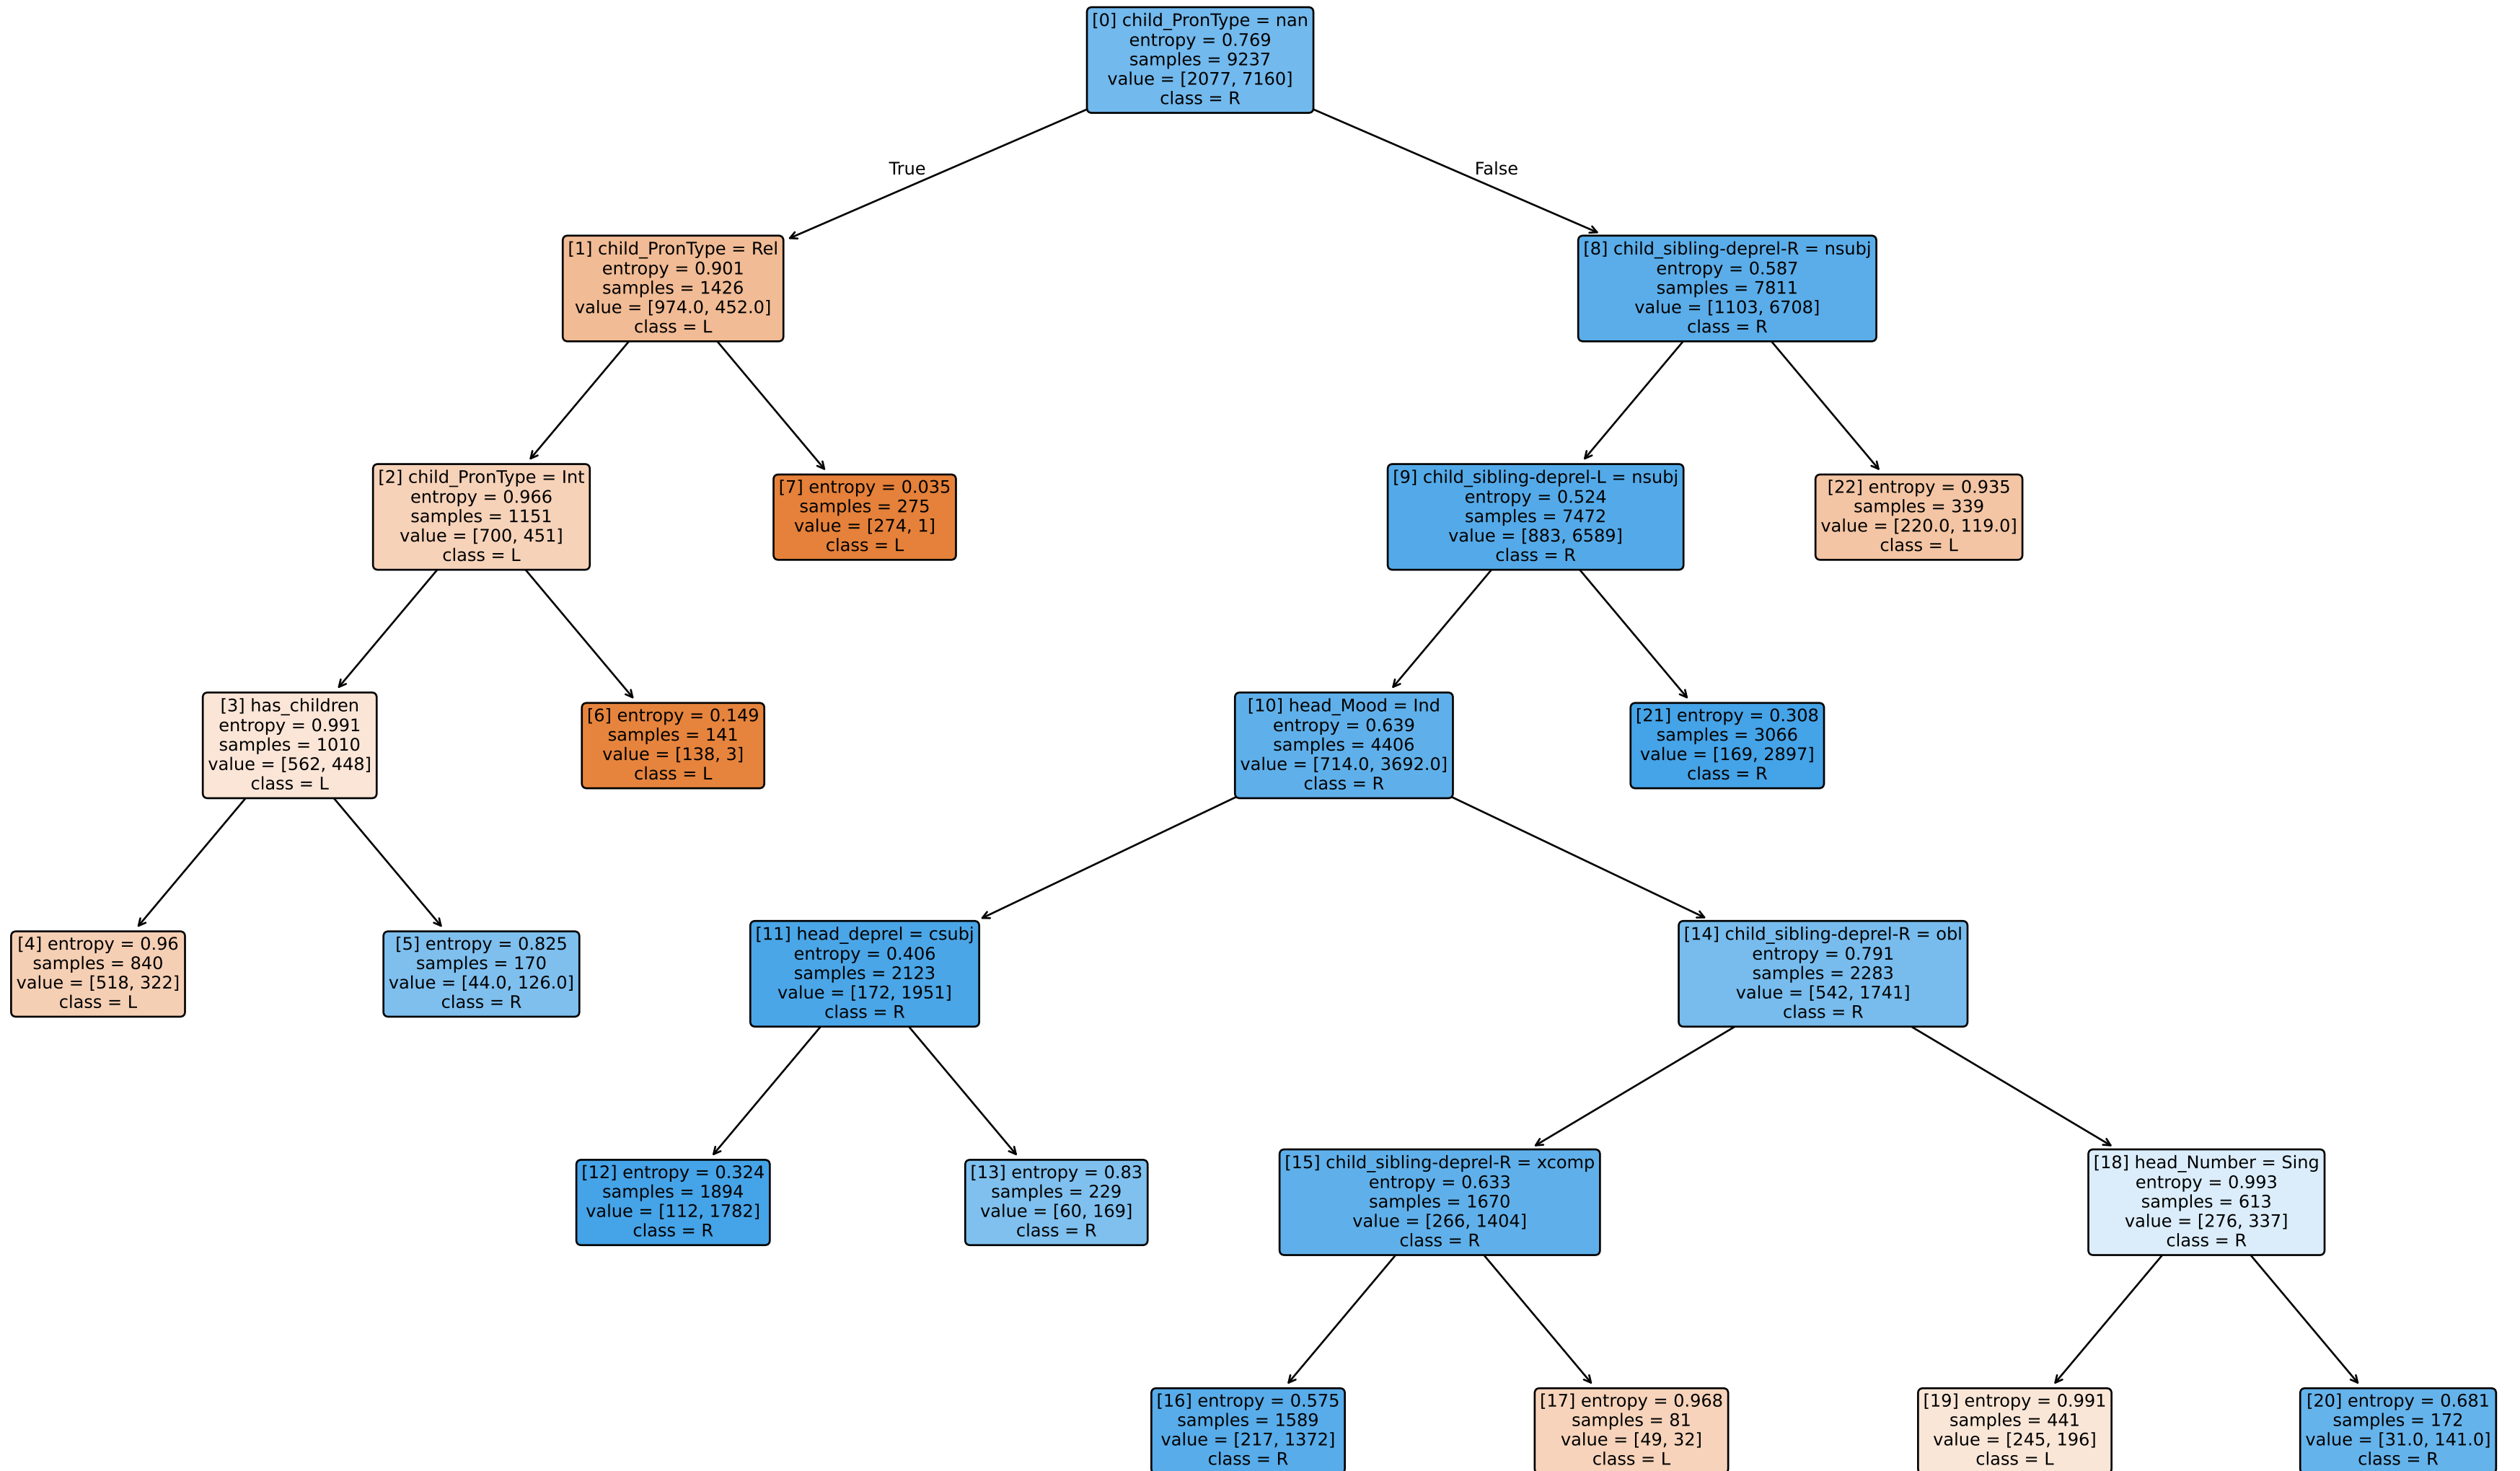 [0] child_PronType = nan
entropy = 0.769
samples = 9237
value = [2077, 7160]
class = R
True
False
[1] child_PronType = Rel
entropy = 0.901
samples = 1426
value = [974.0, 452.0]
class = L
[8] child_sibling-deprel-R = nsubj
entropy = 0.587
samples = 7811
value = [1103, 6708]
class = R
[2] child_PronType = Int
entropy = 0.966
samples = 1151
value = [700, 451]
class = L
[7] entropy = 0.035
samples = 275
value = [274, 1]
class = L
[9] child_sibling-deprel-L = nsubj
entropy = 0.524
samples = 7472
value = [883, 6589]
class = R
[22] entropy = 0.935
samples = 339
value = [220.0, 119.0]
class = L
[3] has_children
entropy = 0.991
samples = 1010
value = [562, 448]
class = L
[6] entropy = 0.149
samples = 141
value = [138, 3]
class = L
[10] head_Mood = Ind
entropy = 0.639
samples = 4406
value = [714.0, 3692.0]
class = R
[21] entropy = 0.308
samples = 3066
value = [169, 2897]
class = R
[4] entropy = 0.96
samples = 840
value = [518, 322]
class = L
[5] entropy = 0.825
samples = 170
value = [44.0, 126.0]
class = R
[11] head_deprel = csubj
entropy = 0.406
samples = 2123
value = [172, 1951]
class = R
[14] child_sibling-deprel-R = obl
entropy = 0.791
samples = 2283
value = [542, 1741]
class = R
[12] entropy = 0.324
samples = 1894
value = [112, 1782]
class = R
[13] entropy = 0.83
samples = 229
value = [60, 169]
class = R
[15] child_sibling-deprel-R = xcomp
entropy = 0.633
samples = 1670
value = [266, 1404]
class = R
[18] head_Number = Sing
entropy = 0.993
samples = 613
value = [276, 337]
class = R
[16] entropy = 0.575
samples = 1589
value = [217, 1372]
class = R
[17] entropy = 0.968
samples = 81
value = [49, 32]
class = L
[19] entropy = 0.991
samples = 441
value = [245, 196]
class = L
[20] entropy = 0.681
samples = 172
value = [31.0, 141.0]
class = R